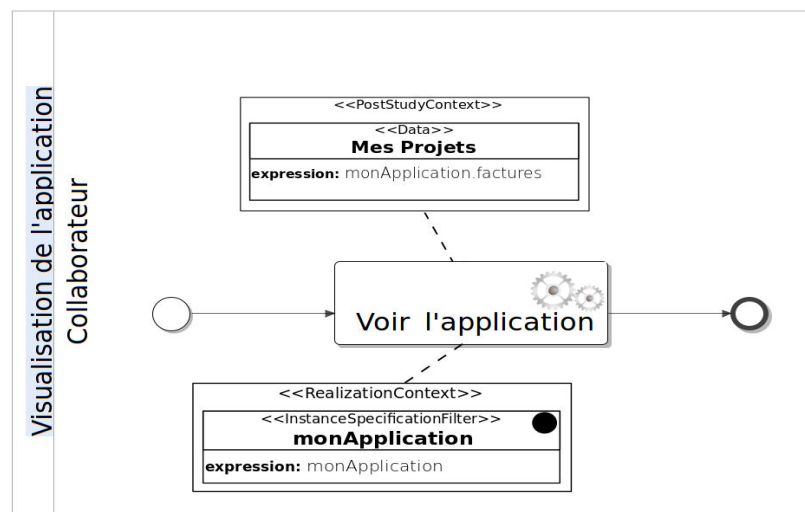 Visualisation de l'application
Collaborateur
<<PostStudyContext>>
<<Data>>
Mes Projets
expression: monApplication.factures
Voir l'application
<<RealizationContext>>
<<InstanceSpecificationFilter>>
monApplication
expression: monApplication